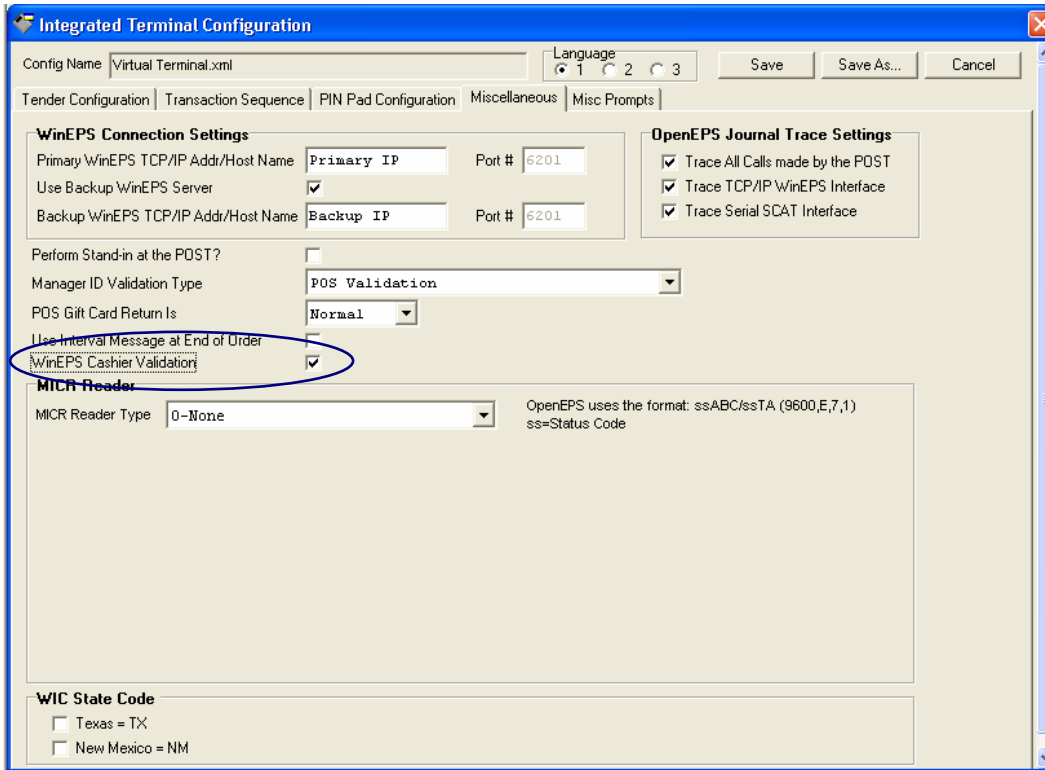 Integrated Terminal Configuration
Config Name Virtual Terminal.xml
Language
1 2 3
Save Save As... Cancel
Tender Configuration Transaction Sequence PIN Pad Configuration Miscellaneous Misc Prompts
WinEPS Connection Settings
Primary WinEPS TCP/IP Addr/Host Name Primary IP Port # 6201
Use Backup WinEPS Server
Backup WinEPS TCP/IP Addr/Host Name Backup IP Port # 6201
OpenEPS Journal Trace Settings
Trace All Calls made by the POST
Trace TCP/IP WinEPS Interface
Trace Serial SCAT Interface
Perform Stand-in at the POST?
Manager ID Validation Type POS Validation
POS Gift Card Return Is Normal
Use Interval Message at End of Order
WinEPS Cashier Validation
MICR Reader
MICR Reader Type 0-None
OpenEPS uses the format: ssABC/ssTA (9600,E,7,1)
ss=Status Code
WIC State Code
Texas = TX
New Mexico = NM